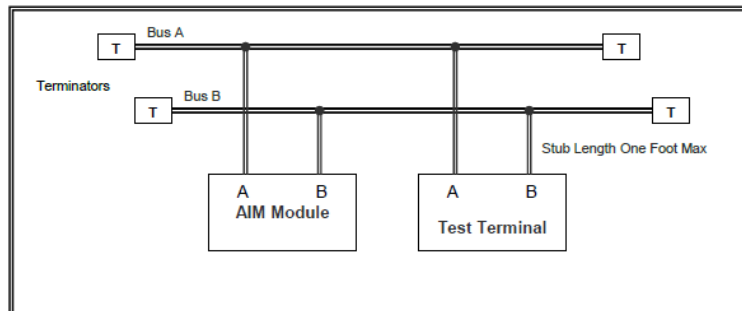 Bus A
T
T
Terminators
Bus B
T
T
Stub Length One Foot Max
A B
AIM Module
A B
Test Terminal